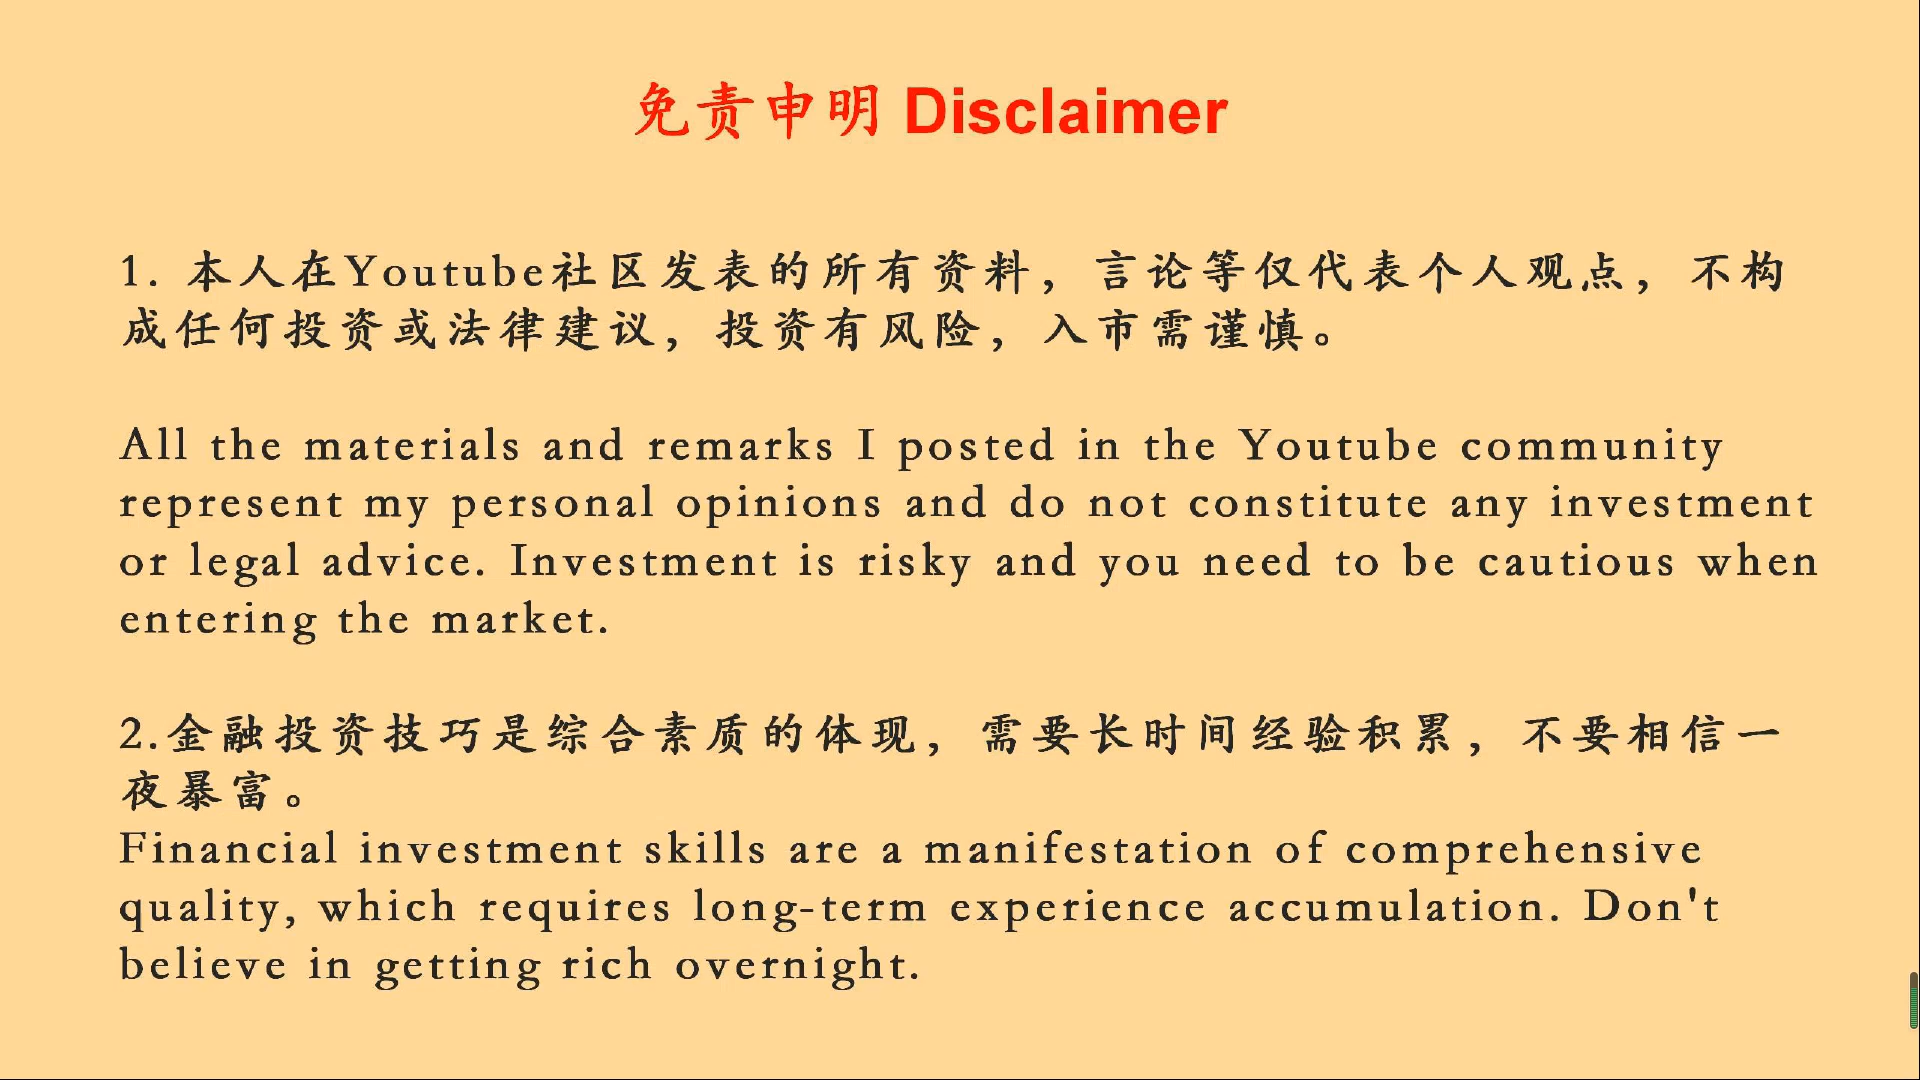 免责申明 Disclaimer
1. 本人在Youtube社区发表的所有资料，言论等仅代表个人观点，不构
成任何投资或法律建议，投资有风险，入市需谨慎。
All the materials and remarks I posted in the Youtube community
represent my personal opinions and do not constitute any investment
or legal advice. Investment is risky and you need to be cautious when
entering the market.
2.金融投资技巧是综合素质的体现，需要长时间经验积累，不要相信一
夜暴富。
Financial investment skills are a manifestation of comprehensive
quality, which requires long-term experience accumulation. Don't
believe in getting rich overnight.